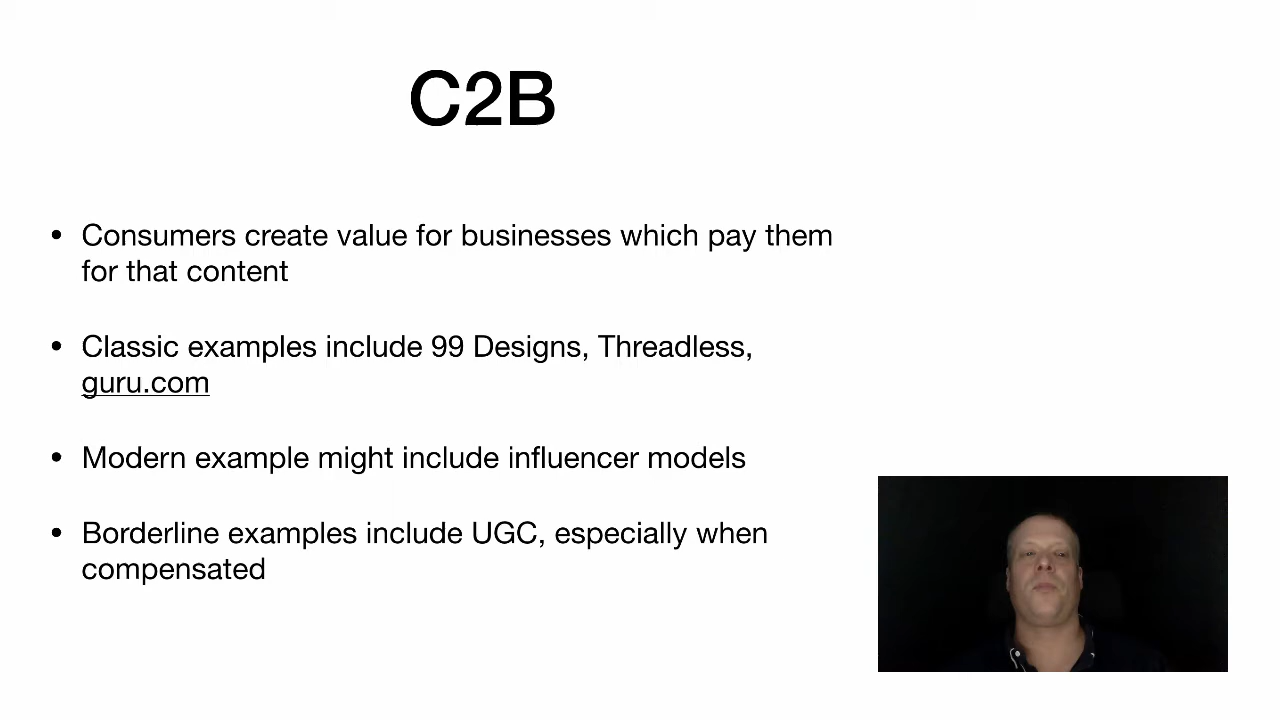 C2B
• Consumers create value for businesses which pay them
for that content
• Classic examples include 99 Designs, Threadless,
guru.com
• Modern example might include influencer models
• Borderline examples include UGC, especially when
compensated